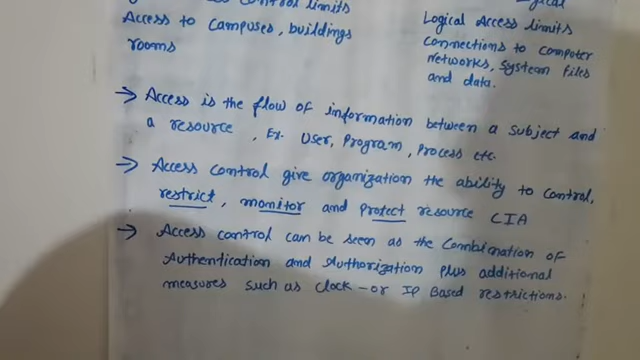 control limits
Access to Campuses, buildings
rooms
Logical Access limits
Connections to computer
Networks, system files
and data.
→ Access is the flow of information between a subject and
a resource, Ex. User, Program, Process etc.
→ Access control give organization the ability to control,
restrict, monitor and protect resource CIA
→ Access control can be seen as the Combination of
Authentication and Authorization plus additional
measures such as Clock-or IP Based restrictions.